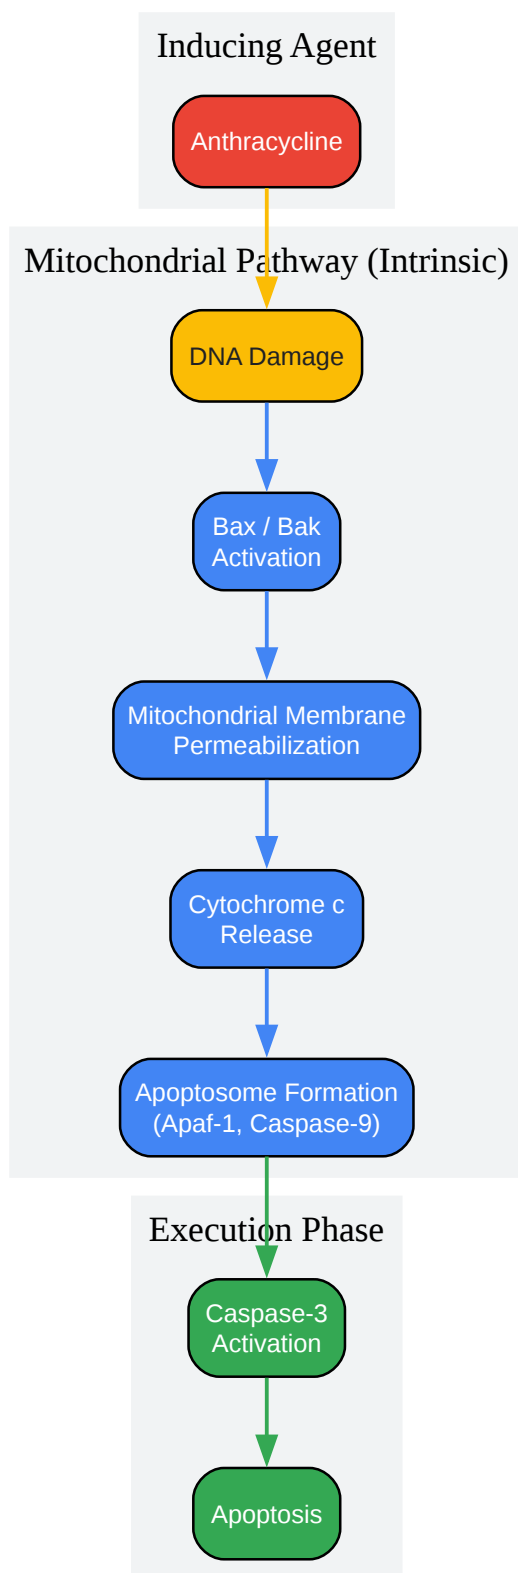 Inducing Agent
Anthracycline
Mitochondrial Pathway (Intrinsic)
DNA Damage
Bax / Bak
Activation
Mitochondrial Membrane
Permeabilization
Cytochrome c
Release
Apoptosome Formation
(Apaf-1, Caspase-9)
Execution Phase
Caspase-3
Activation
Apoptosis